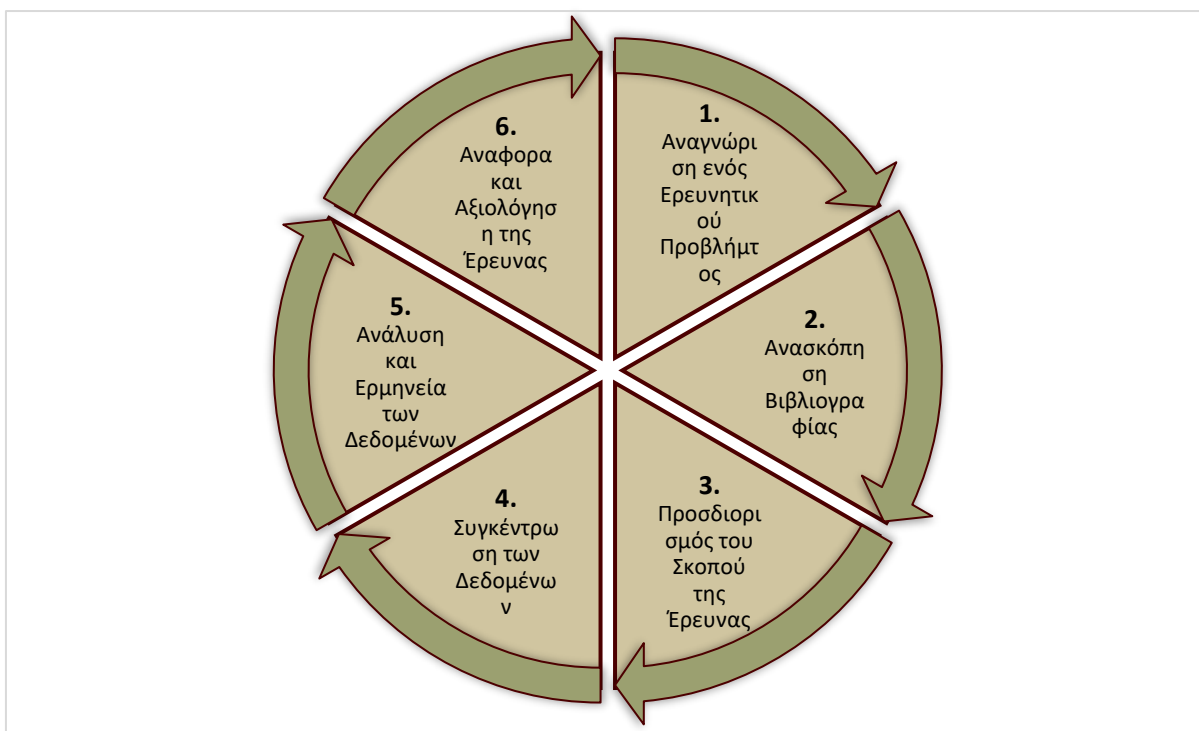 1.
Αναγνώρι
ση ενός
Ερευνητικ
ού
Προβλήμτ
ος
2.
Ανασκόπη
ση
Βιβλιογρα
φίας
3.
Προσδιορι
σμός του
Σκοπού
της
Έρευνας
4.
Συγκέντρω
ση των
Δεδομένω
ν
5.
Ανάλυση
και
Ερμηνεία
των
Δεδομένων
6.
Αναφορα
και
Αξιολόγησ
η της
Έρευνας